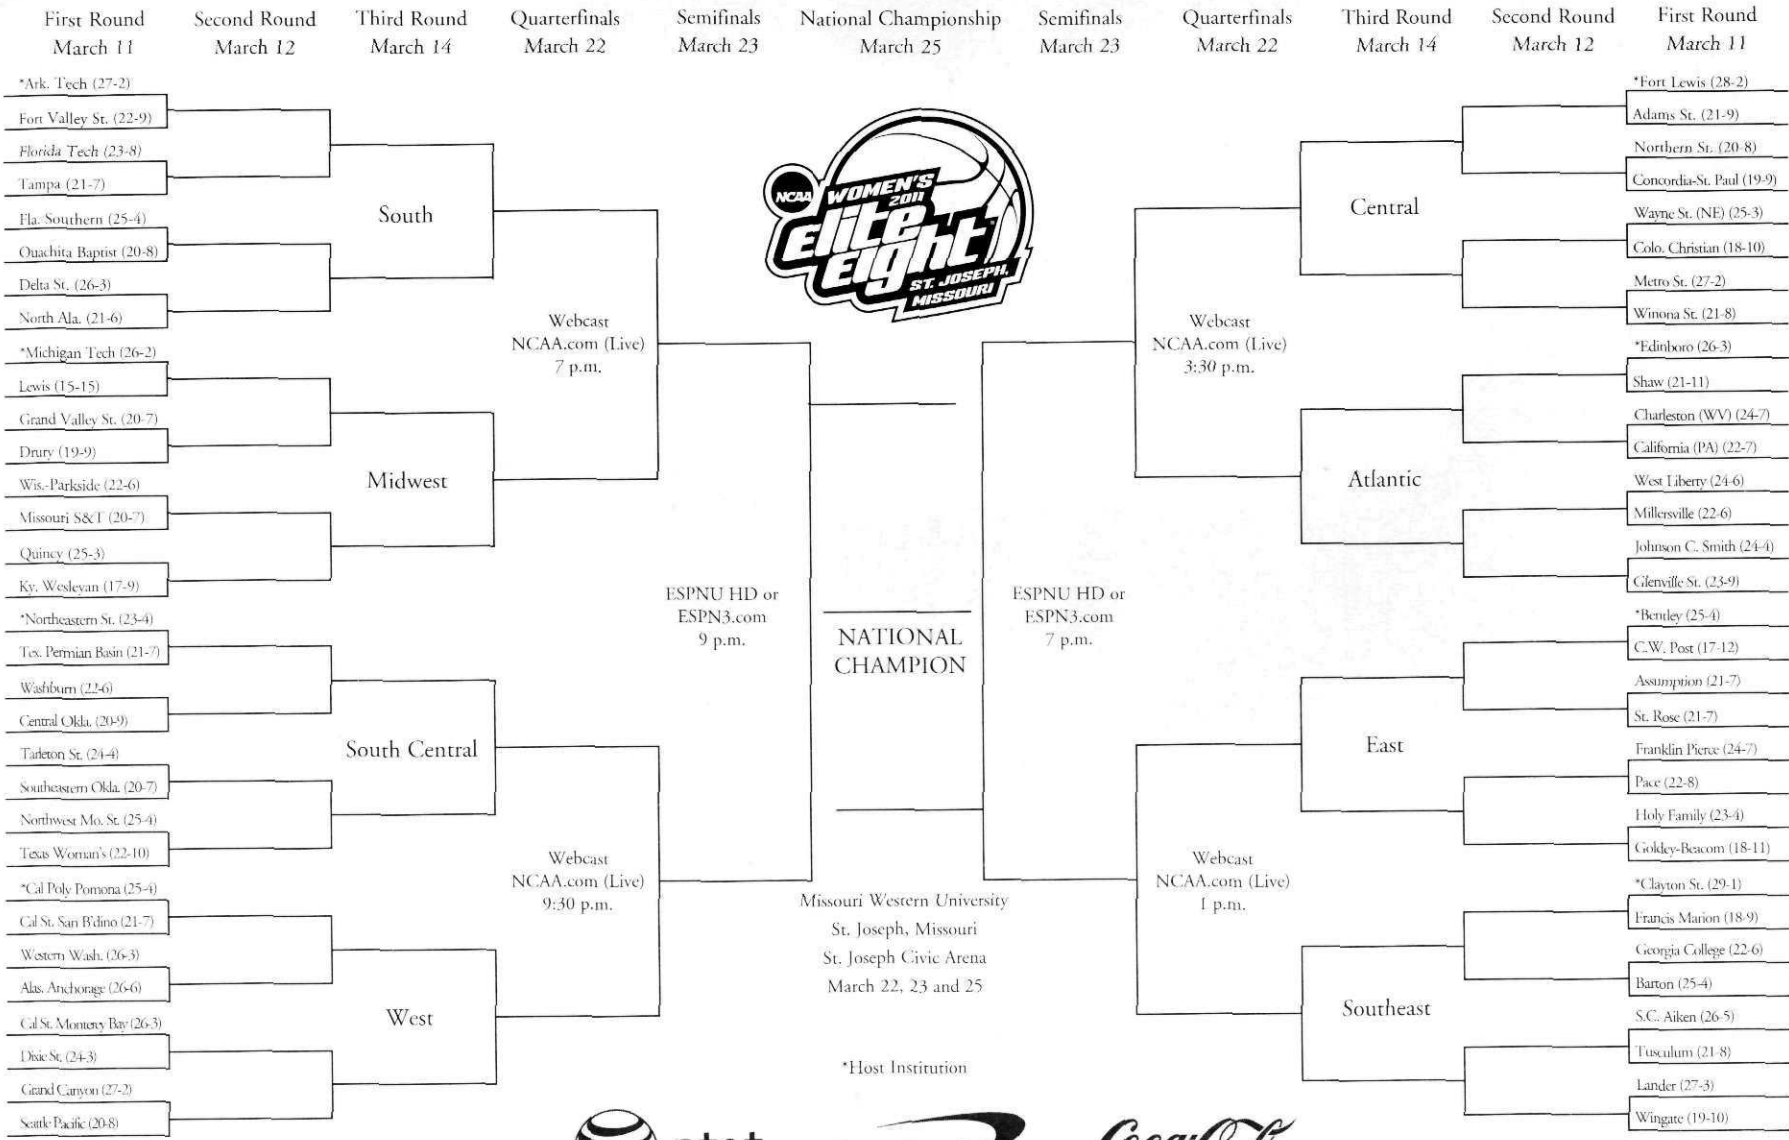 First Round
March 11
Second Round
March 12
Third Round
March 14
Quarterfinals
March 22
Semifinals
March 23
National Championship
March 25
Semifinals
March 23
Quarterfinals
March 22
Third Round
March 14
Second Round
March 12
First Round
March 11
*Ark. Tech (27-2)
Fort Valley St. (22-9)
Florida Tech (23-8)
Tampa (21-7)
Fla. Southern (25-4)
Ouachita Baptist (20-8)
Delta St. (26-3)
North Ala. (21-6)
*Michigan Tech (26-2)
Lewis (15-15)
Grand Valley St. (20-7)
Drury (19-9)
Wis.-Parkside (22-6)
Missouri S&T (20-7)
Quincy (25-3)
Ky. Wesleyan (17-9)
*Northeastern St. (23-4)
Tex. Permian Basin (21-7)
Washburn (22-6)
Central Okla. (20-9)
Tarleton St. (24-4)
Southeastern Okla. (20-7)
Northwest Mo. St. (25-4)
Texas Woman's (22-10)
*Cal Poly Pomona (25-4)
Cal St. San B'dino (21-7)
Western Wash. (26-3)
Alas. Anchorage (26-6)
Cal St. Monterey Bay (26-3)
Dixie St. (24-3)
Grand Canyon (27-2)
Seattle Pacific (20-8)
South
Midwest
South Central
West
Webcast
NCAA.com (Live)
7 p.m.
Webcast
NCAA.com (Live)
9:30 p.m.
ESPNU HD or
ESPN3.com
9 p.m.
NCAA
WOMEN'S
2011
Elite
Eight
ST. JOSEPH,
MISSOURI
NATIONAL
CHAMPION
Missouri Western University
St. Joseph, Missouri
St. Joseph Civic Arena
March 22, 23 and 25
*Host Institution
ESPNU HD or
ESPN3.com
7 p.m.
Webcast
NCAA.com (Live)
3:30 p.m.
Webcast
NCAA.com (Live)
1 p.m.
Central
Atlantic
East
Southeast
*Fort Lewis (28-2)
Adams St. (21-9)
Northern St. (20-8)
Concordia-St. Paul (19-9)
Wayne St. (NE) (25-3)
Colo. Christian (18-10)
Metro St. (27-2)
Winona St. (21-8)
*Edinboro (26-3)
Shaw (21-11)
Charleston (WV) (24-7)
California (PA) (22-7)
West Liberty (24-6)
Millersville (22-6)
Johnson C. Smith (24-4)
Glenville St. (23-9)
*Bentley (25-4)
C.W. Post (17-12)
Assumption (21-7)
St. Rose (21-7)
Franklin Pierce (24-7)
Pace (22-8)
Holy Family (23-4)
Goldey-Beacom (18-11)
*Clayton St. (29-1)
Francis Marion (18-9)
Georgia College (22-6)
Barton (25-4)
S.C. Aiken (26-5)
Tusculum (21-8)
Lander (27-3)
Wingate (19-10)